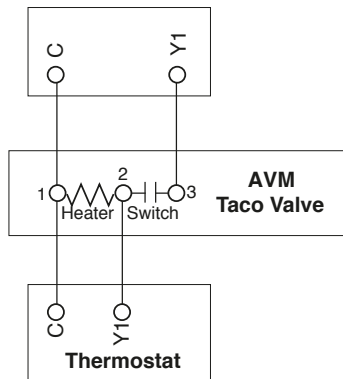 C Y1
AVM
1 2 3
Taco Valve
Heater Switch
C Y1
Thermostat